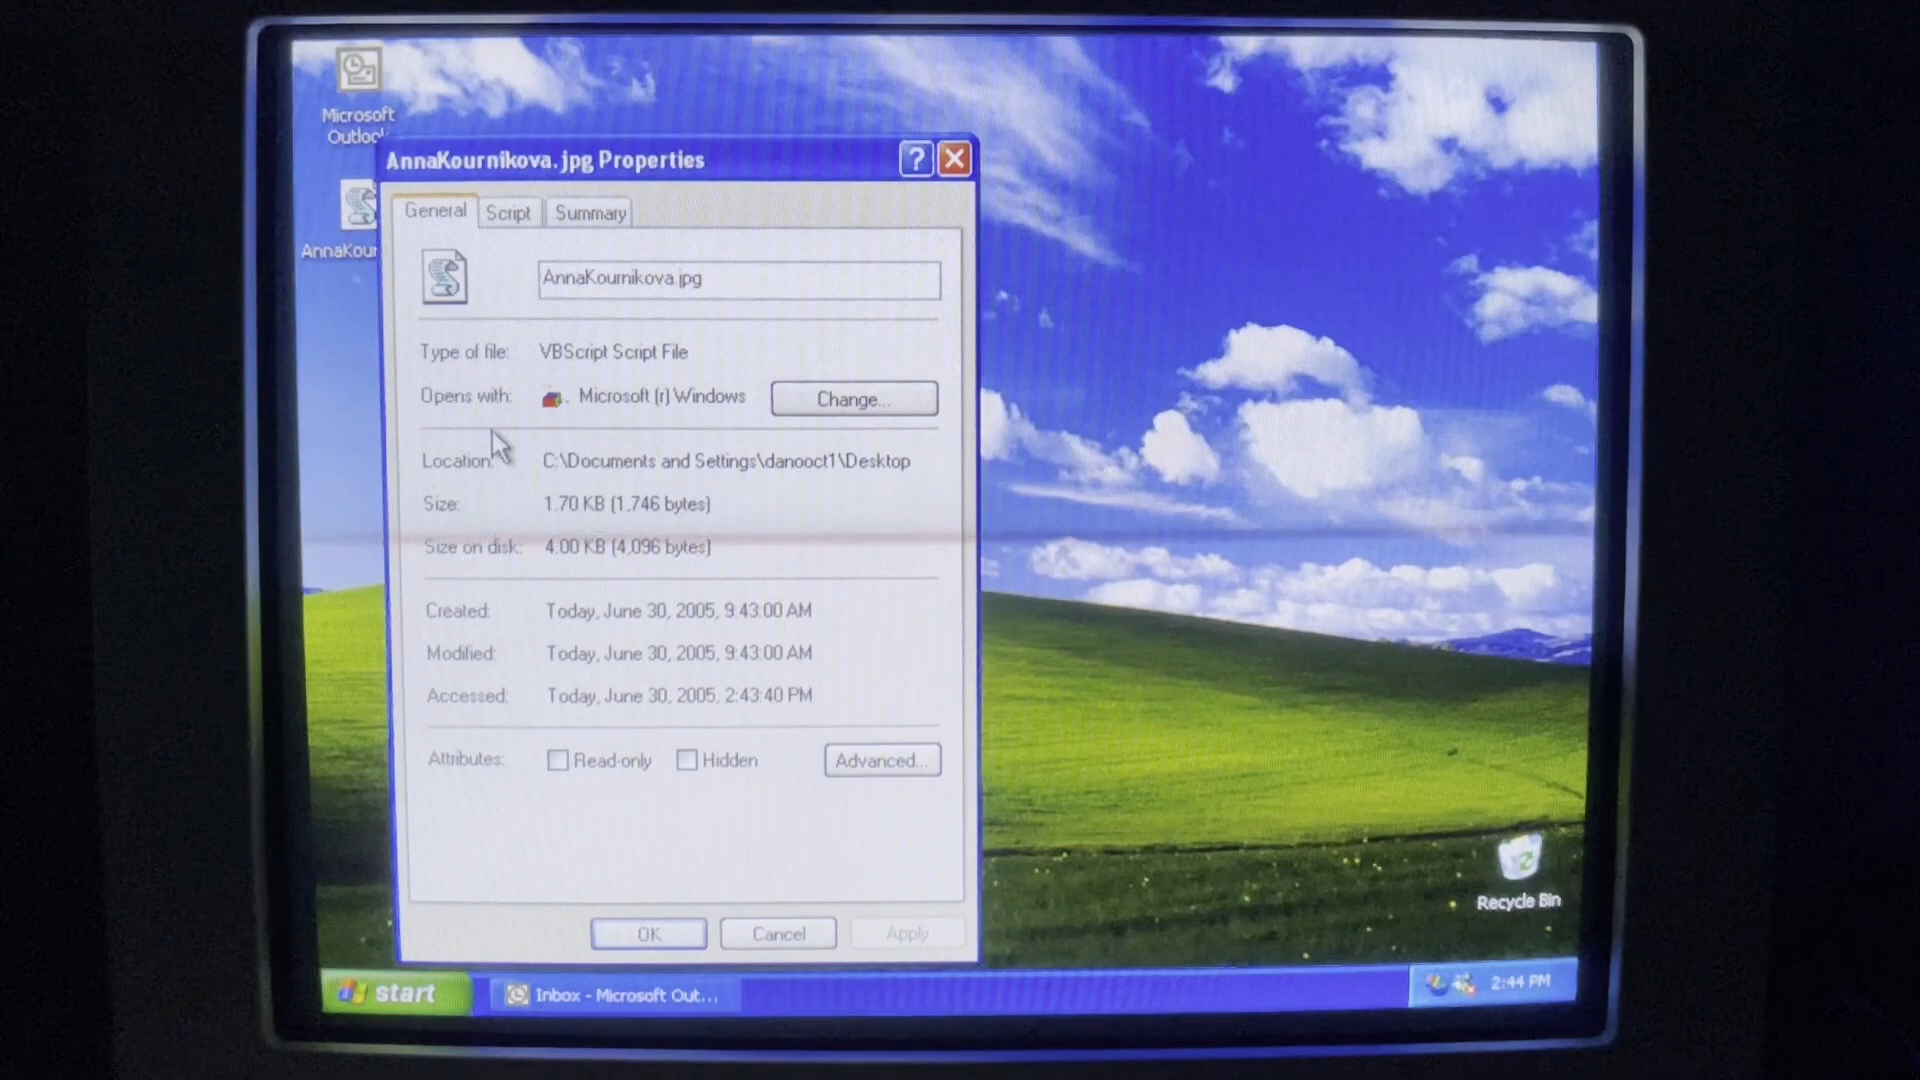 Microsoft
Outlook
AnnaKour
AnnaKournikova.jpg Properties
?
General
Script
Summary
AnnaKournikova.jpg
Type of file: VBScript Script File
Opens with: Microsoft (r) Windows
Change...
Location: C:\Documents and Settings\danooct1\Desktop
Size: 1.70 KB (1,746 bytes)
Size on disk: 4.00 KB (4,096 bytes)
Created: Today, June 30, 2005, 9:43:00 AM
Modified: Today, June 30, 2005, 9:43:00 AM
Accessed: Today, June 30, 2005, 2:43:40 PM
Attributes: Read-only Hidden Advanced...
OK Cancel Apply
Recycle Bin
start
Inbox - Microsoft Out...
2:44 PM